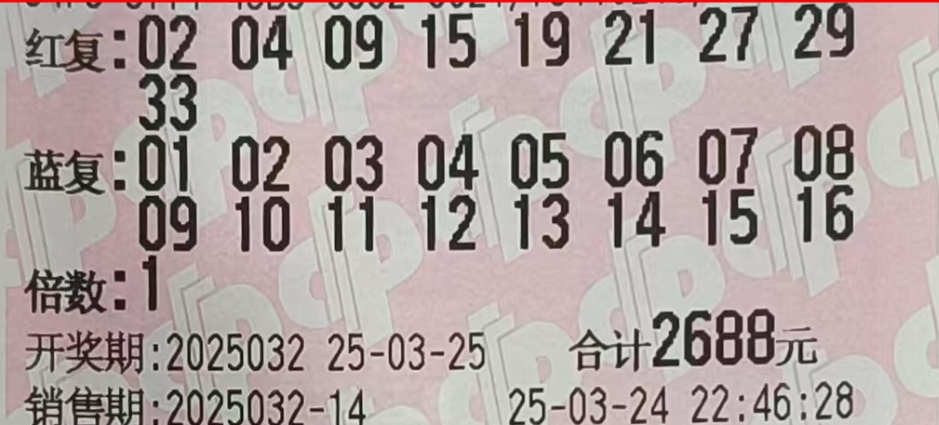 红复:02 04 09 15 19 21 27 29
33
蓝复:01 02 03 04 05 06 07 08
09 10 11 12 13 14 15 16
倍数:1
开奖期:2025032 25-03-25 合计2688元
销售期:2025032-14 25-03-24 22:46:28